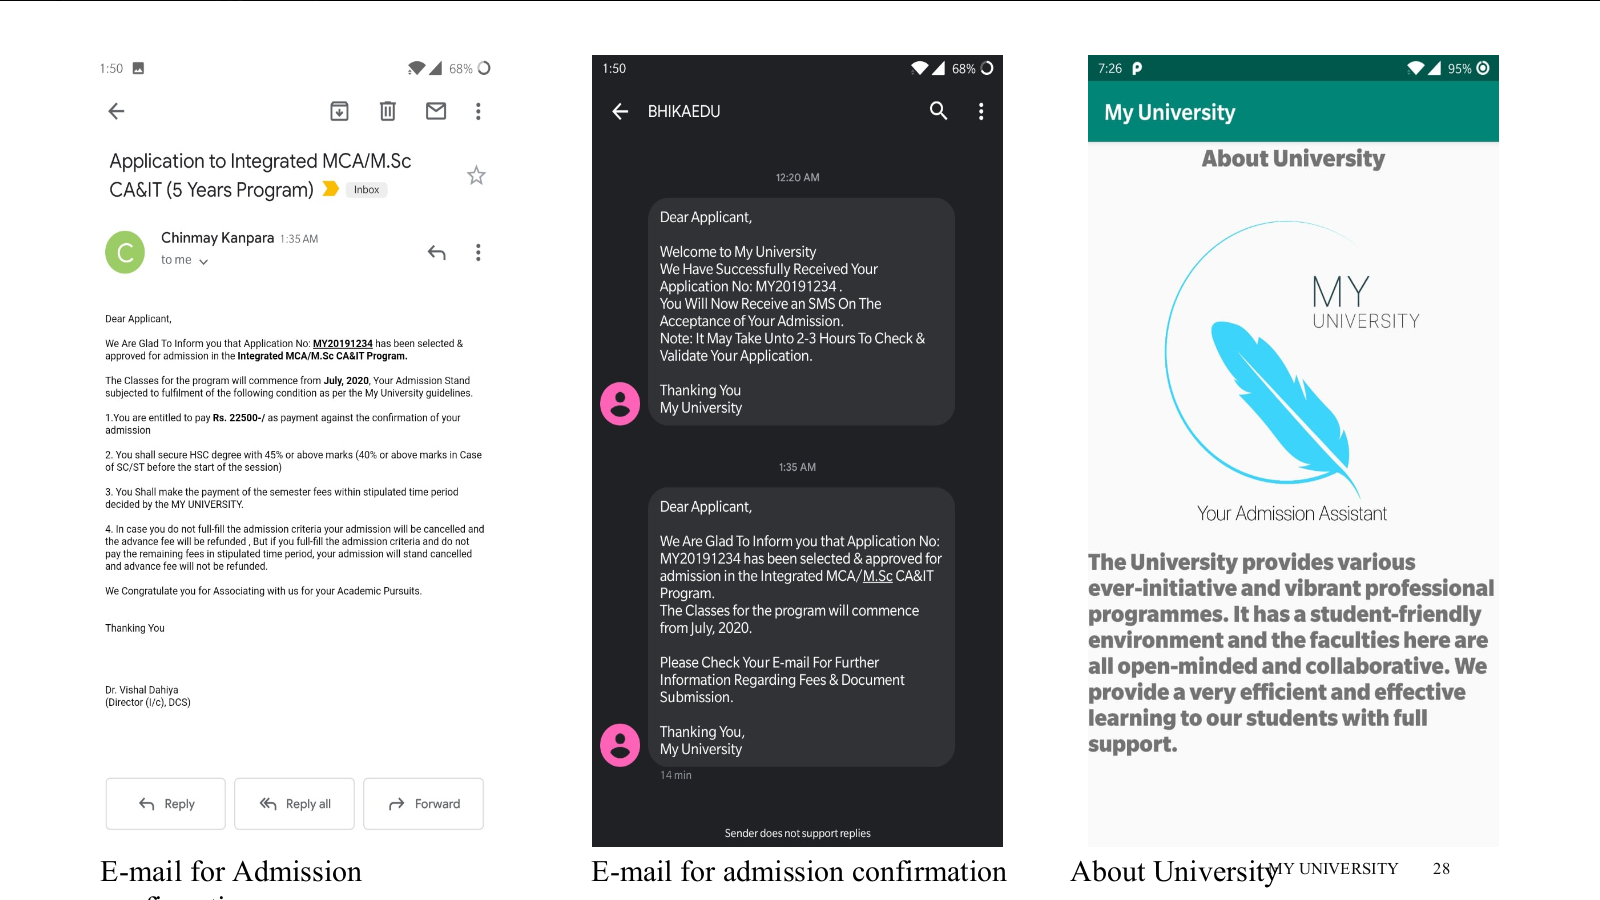 1:50
68%
Application to Integrated MCA/M.Sc
CA&IT (5 Years Program)
Inbox
C
Chinmay Kanpara 1:35 AM
to me
Dear Applicant,
We Are Glad To Inform you that Application No: MY20191234 has been selected &
approved for admission in the Integrated MCA/M.Sc CA&IT Program.
The Classes for the program will commence from July, 2020, Your Admission Stand
subjected to fulfilment of the following condition as per the My University guidelines.
1.You are entitled to pay Rs. 22500-/ as payment against the confirmation of your
admission
2. You shall secure HSC degree with 45% or above marks (40% or above marks in Case
of SC/ST before the start of the session)
3. You Shall make the payment of the semester fees within stipulated time period
decided by the MY UNIVERSITY.
4. In case you do not full-fill the admission criteria your admission will be cancelled and
the advance fee will be refunded , But if you full-fill the admission criteria and do not
pay the remaining fees in stipulated time period, your admission will stand cancelled
and advance fee will not be refunded.
We Congratulate you for Associating with us for your Academic Pursuits.
Thanking You
Dr. Vishal Dahiya
(Director (I/c), DCS)
Reply
Reply all
Forward
E-mail for Admission
1:50
68%
BHIKAEDU
12:20 AM
Dear Applicant,
Welcome to My University
We Have Successfully Received Your
Application No: MY20191234 .
You Will Now Receive an SMS On The
Acceptance of Your Admission.
Note: It May Take Unto 2-3 Hours To Check &
Validate Your Application.
Thanking You
My University
1:35 AM
Dear Applicant,
We Are Glad To Inform you that Application No:
MY20191234 has been selected & approved for
admission in the Integrated MCA/M.Sc CA&IT
Program.
The Classes for the program will commence
from July, 2020.
Please Check Your E-mail For Further
Information Regarding Fees & Document
Submission.
Thanking You,
My University
14 min
Sender does not support replies
E-mail for admission confirmation
7:26
95%
My University
About University
MY
UNIVERSITY
Your Admission Assistant
The University provides various
ever-initiative and vibrant professional
programmes. It has a student-friendly
environment and the faculties here are
all open-minded and collaborative. We
provide a very efficient and effective
learning to our students with full
support.
About University
MY UNIVERSITY 28